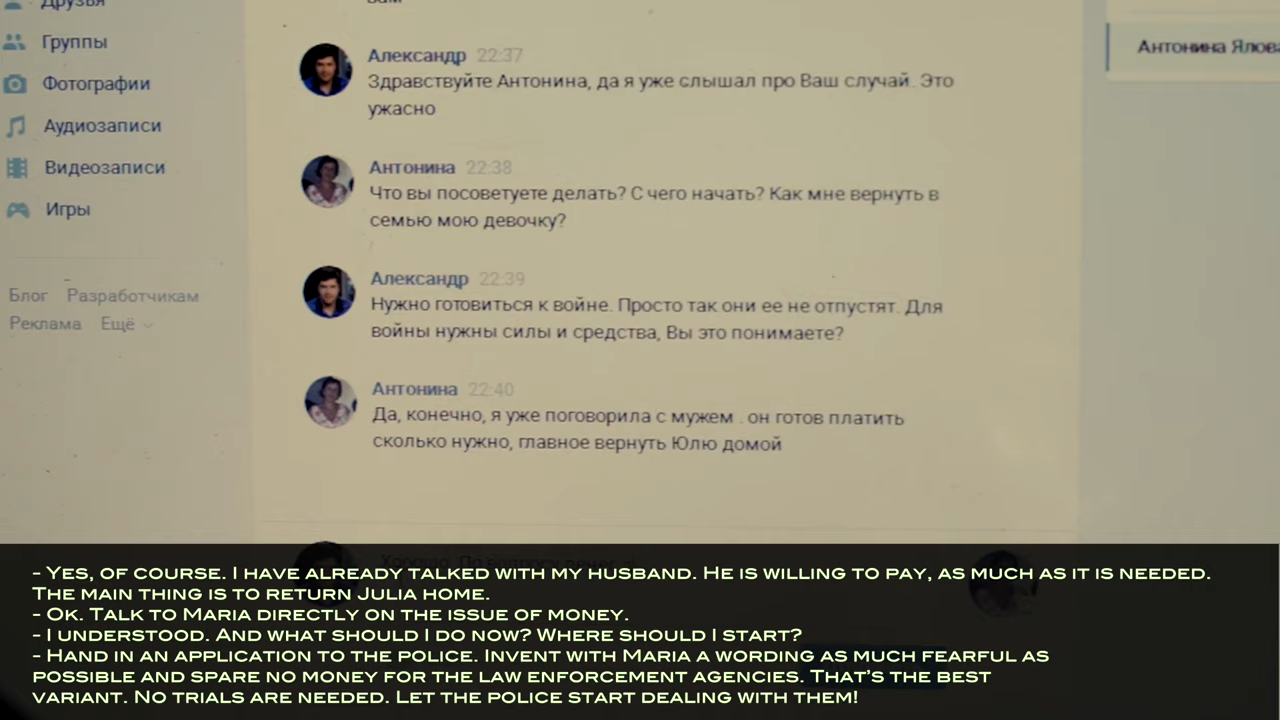 Друзья
Группы
Фотографии
Аудиозаписи
Видеозаписи
Игры
Блог Разработчикам
Реклама Ещё
вам
Александр 22:37
Здравствуйте Антонина, да я уже слышал про Ваш случай. Это
ужасно
Антонина 22:38
Что вы посоветуете делать? С чего начать? Как мне вернуть в
семью мою девочку?
Александр 22:39
Нужно готовиться к войне. Просто так они ее не отпустят. Для
войны нужны силы и средства, Вы это понимаете?
Антонина 22:40
Да, конечно, я уже поговорила с мужем . он готов платить
сколько нужно, главное вернуть Юлю домой
Антонина
- Yes, of course. I have already talked with my husband. He is willing to pay, as much as it is needed.
The main thing is to return Julia home.
- Ok. Talk to Maria directly on the issue of money.
- I understood. And what should I do now? Where should I start?
- Hand in an application to the police. Invent with Maria a wording as much fearful as
possible and spare no money for the law enforcement agencies. That's the best
variant. No trials are needed. Let the police start dealing with them!